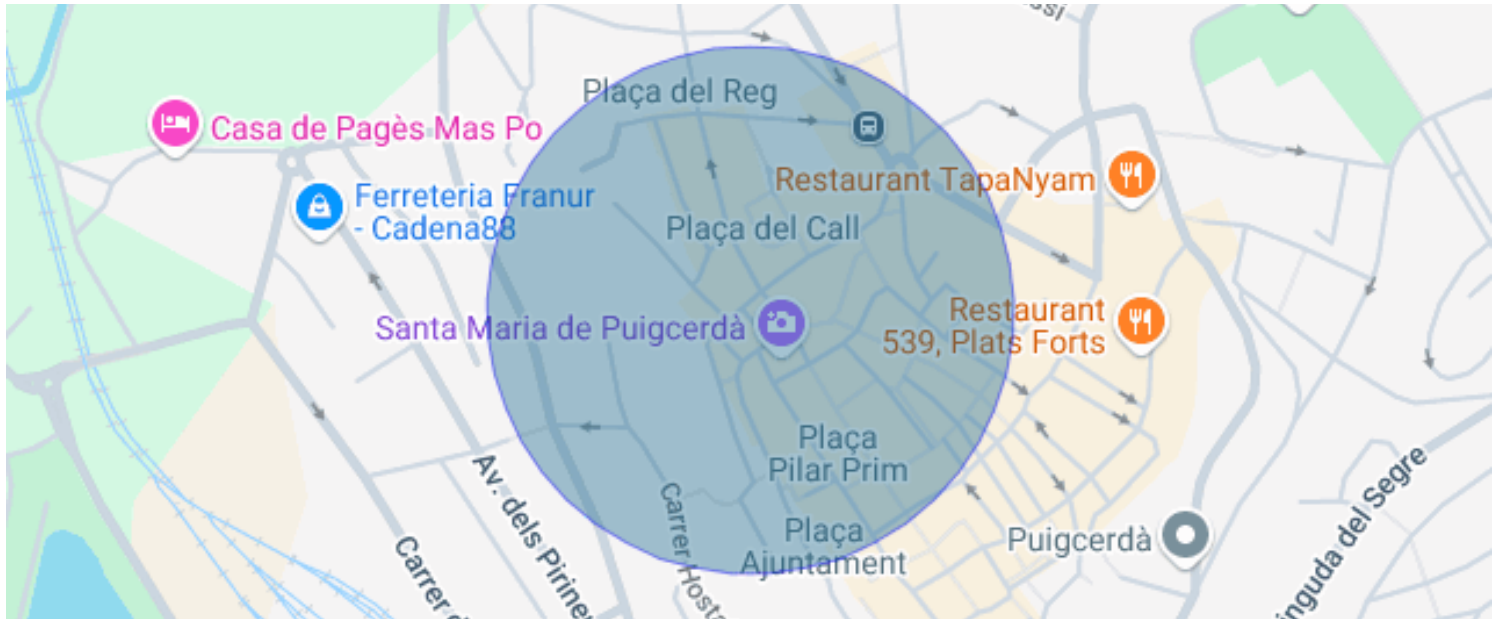 Plaça del Reg
Casa de Pagès Mas Po
Restaurant TapaNyam
Ferreteria Franur
- Cadena88
Plaça del Call
Restaurant
539, Plats Forts
Santa Maria de Puigcerdà
Plaça
Pilar Prim
Av. dels Pirine
Carrer Hosta
Plaça
Ajuntament
Puigcerdà
Carrer d
inguda del Segre